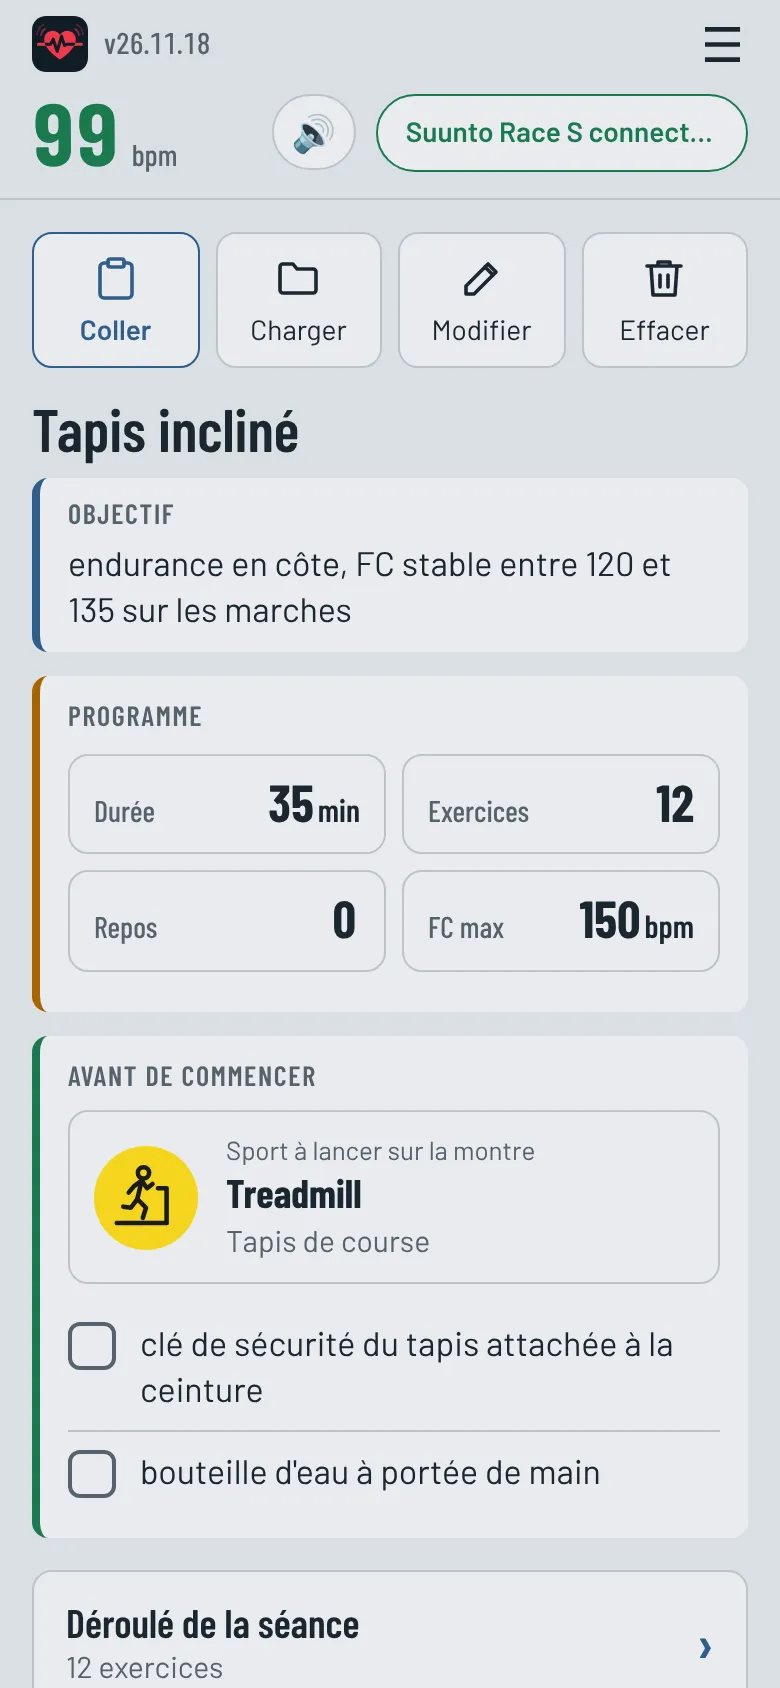 v26.11.18
99 bpm
Suunto Race S connect...
Coller
Charger
Modifier
Effacer
Tapis incliné
OBJECTIF
endurance en côte, FC stable entre 120 et
135 sur les marches
PROGRAMME
Durée 35 min
Exercices 12
Repos 0
FC max 150 bpm
AVANT DE COMMENCER
Sport à lancer sur la montre
Treadmill
Tapis de course
clé de sécurité du tapis attachée à la
ceinture
bouteille d'eau à portée de main
Déroulé de la séance
12 exercices